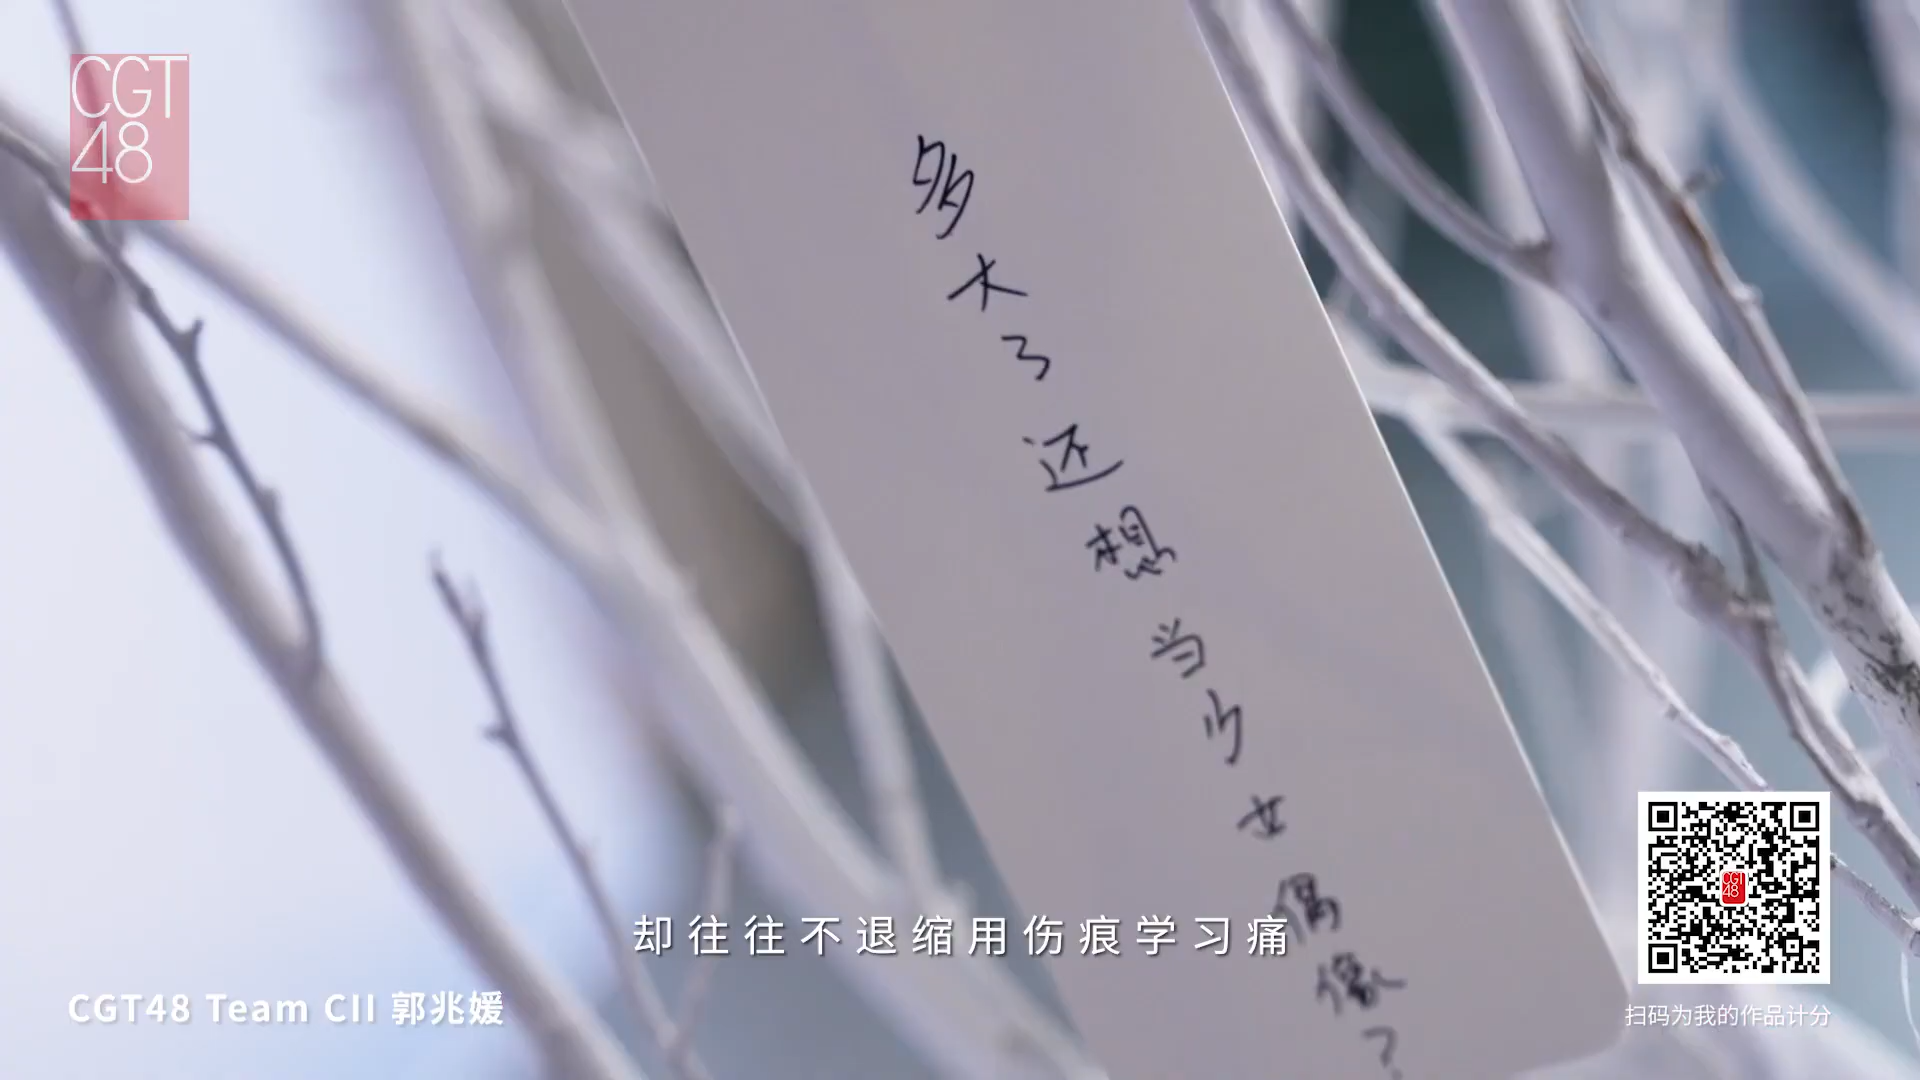 CGT
48
多大了还想当少女偶像?
却往往不退缩用伤痕学习痛
CGT48 Team CII 郭兆媛
CGT
48
扫码为我的作品计分